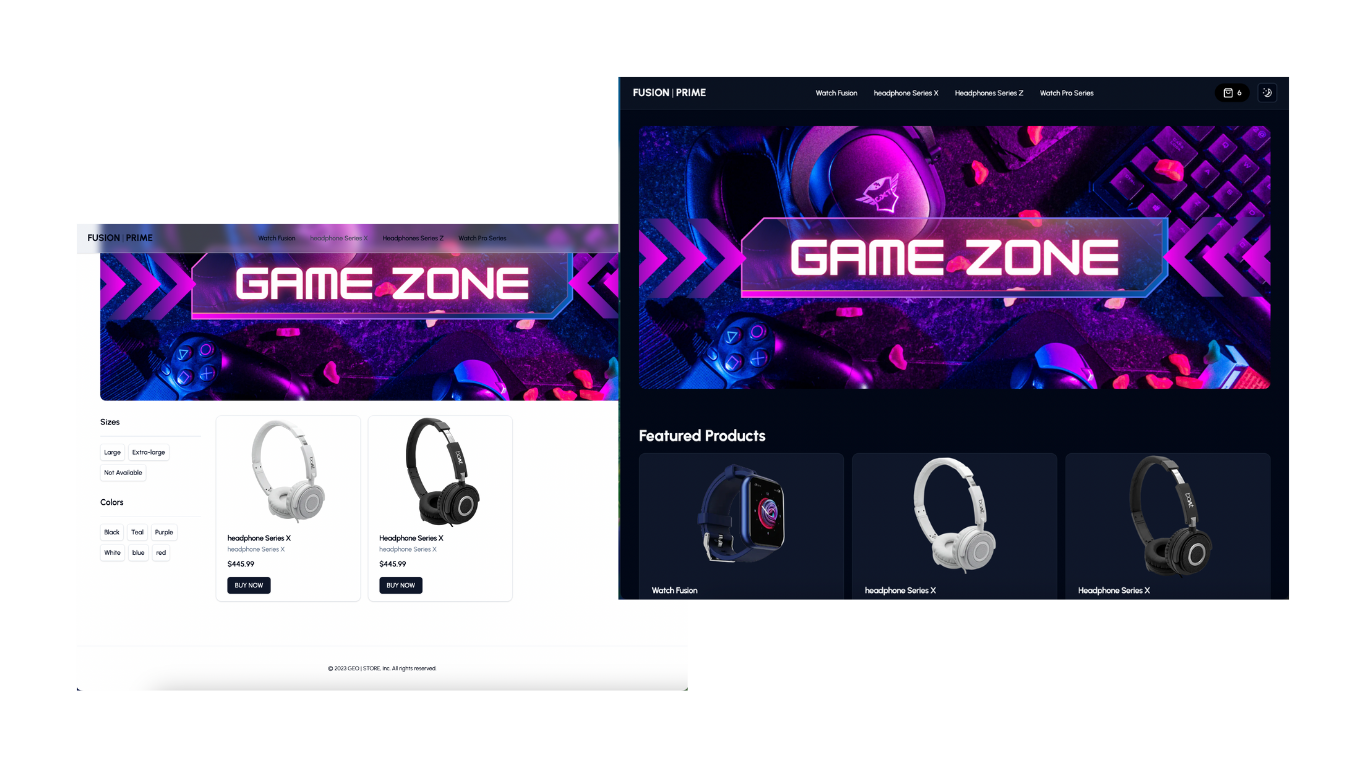 FUSION | PRIME
Watch Fusion
headphone Series X
Headphones Series Z
Watch Pro Series
GAME ZONE
Sizes
Large
Extra-large
Not Available
Colors
Black
Teal
Purple
White
blue
red
headphone Series X
headphone Series X
$445.99
BUY NOW
Headphone Series X
headphone Series X
$445.99
BUY NOW
© 2023 GEO | STORE, Inc. All rights reserved.
FUSION | PRIME
Watch Fusion
headphone Series X
Headphones Series Z
Watch Pro Series
6
GAME ZONE
Featured Products
Watch Fusion
headphone Series X
Headphone Series X